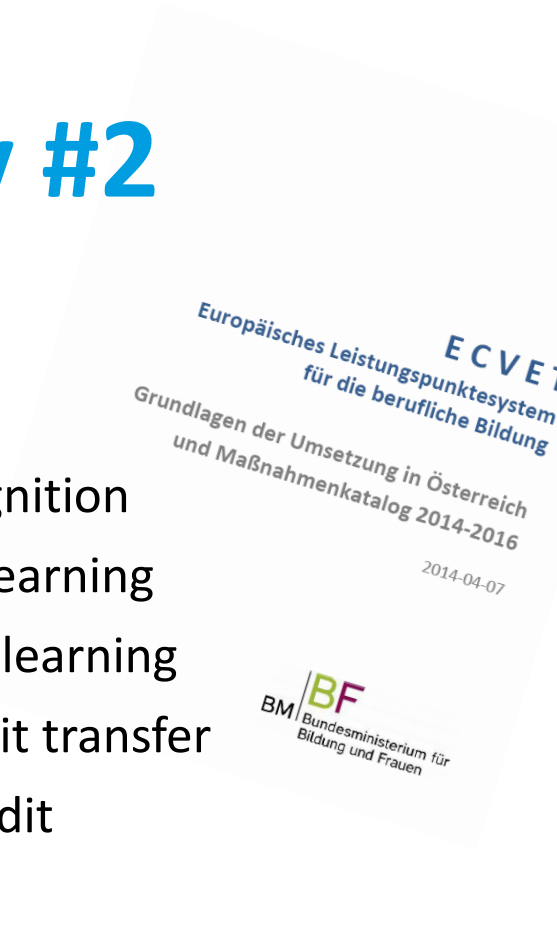 #2
ECVET
Europäisches Leistungspunktesystem
für die berufliche Bildung
Grundlagen der Umsetzung in Österreich
und Maßnahmenkatalog 2014-2016
2014-04-07
BM BF
Bundesministerium für
Bildung und Frauen
gnition
earning
learning
it transfer
dit